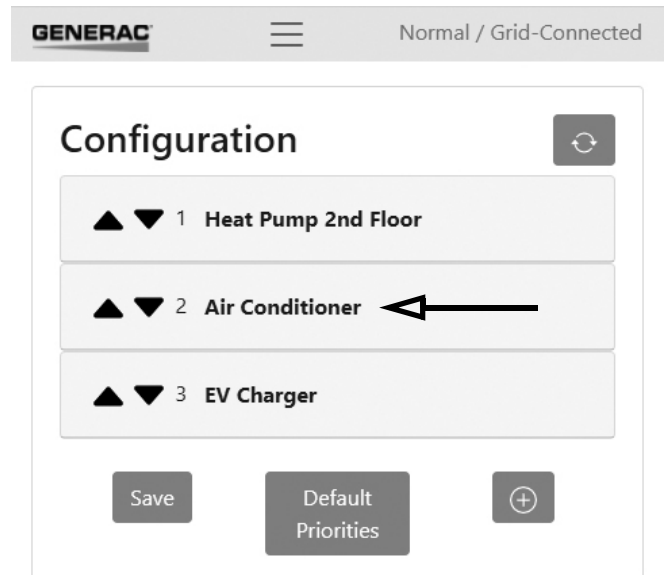 GENERAC
Normal / Grid-Connected
Configuration
1 Heat Pump 2nd Floor
2 Air Conditioner
3 EV Charger
Save
Default
Priorities